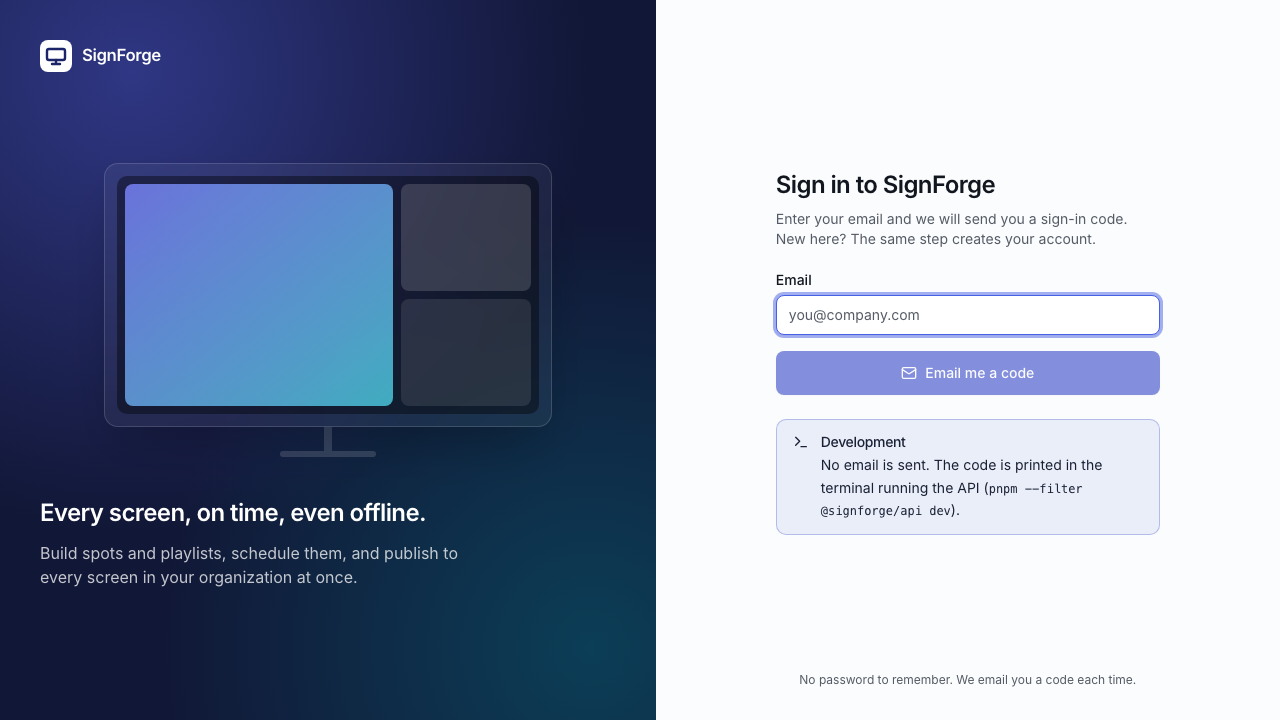 SignForge
Every screen, on time, even offline.
Build spots and playlists, schedule them, and publish to
every screen in your organization at once.
Sign in to SignForge
Enter your email and we will send you a sign-in code.
New here? The same step creates your account.
Email
you@company.com
Email me a code
Development
No email is sent. The code is printed in the
terminal running the API (pnpm --filter
@signforge/api dev).
No password to remember. We email you a code each time.